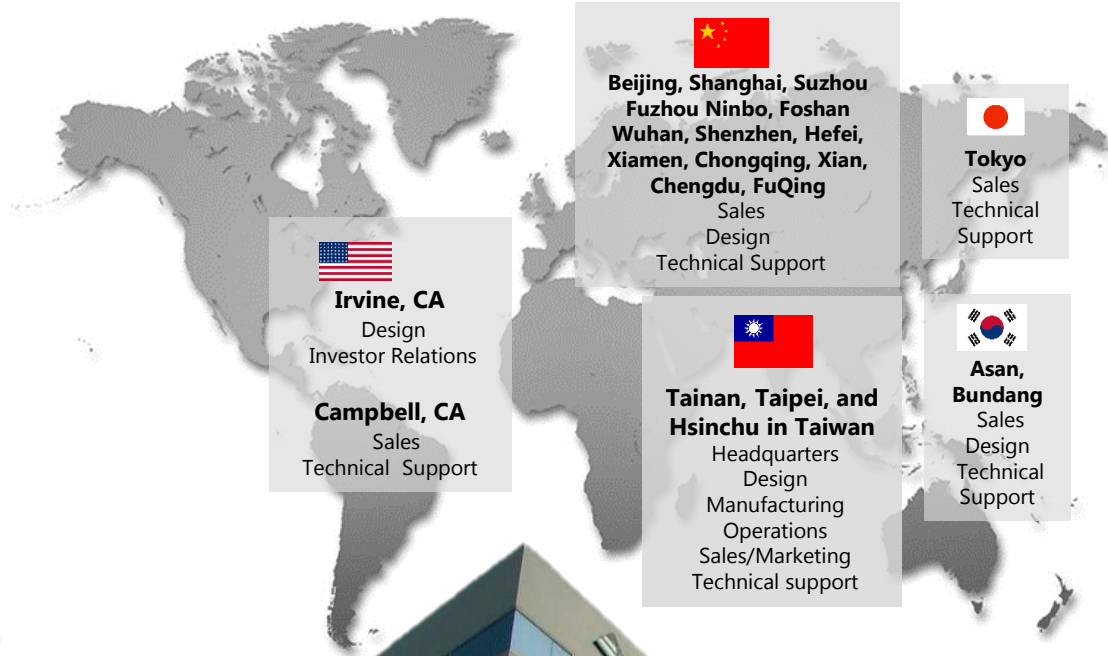 Beijing, Shanghai, Suzhou
Fuzhou Ninbo, Foshan
Wuhan, Shenzhen, Hefei,
Xiamen, Chongqing, Xian,
Chengdu, FuQing
Sales
Design
Technical Support
Tokyo
Sales
Technical
Support
Irvine, CA
Design
Investor Relations
Campbell, CA
Sales
Technical Support
Tainan, Taipei, and
Hsinchu in Taiwan
Headquarters
Design
Manufacturing
Operations
Sales/Marketing
Technical support
Asan,
Bundang
Sales
Design
Technical
Support